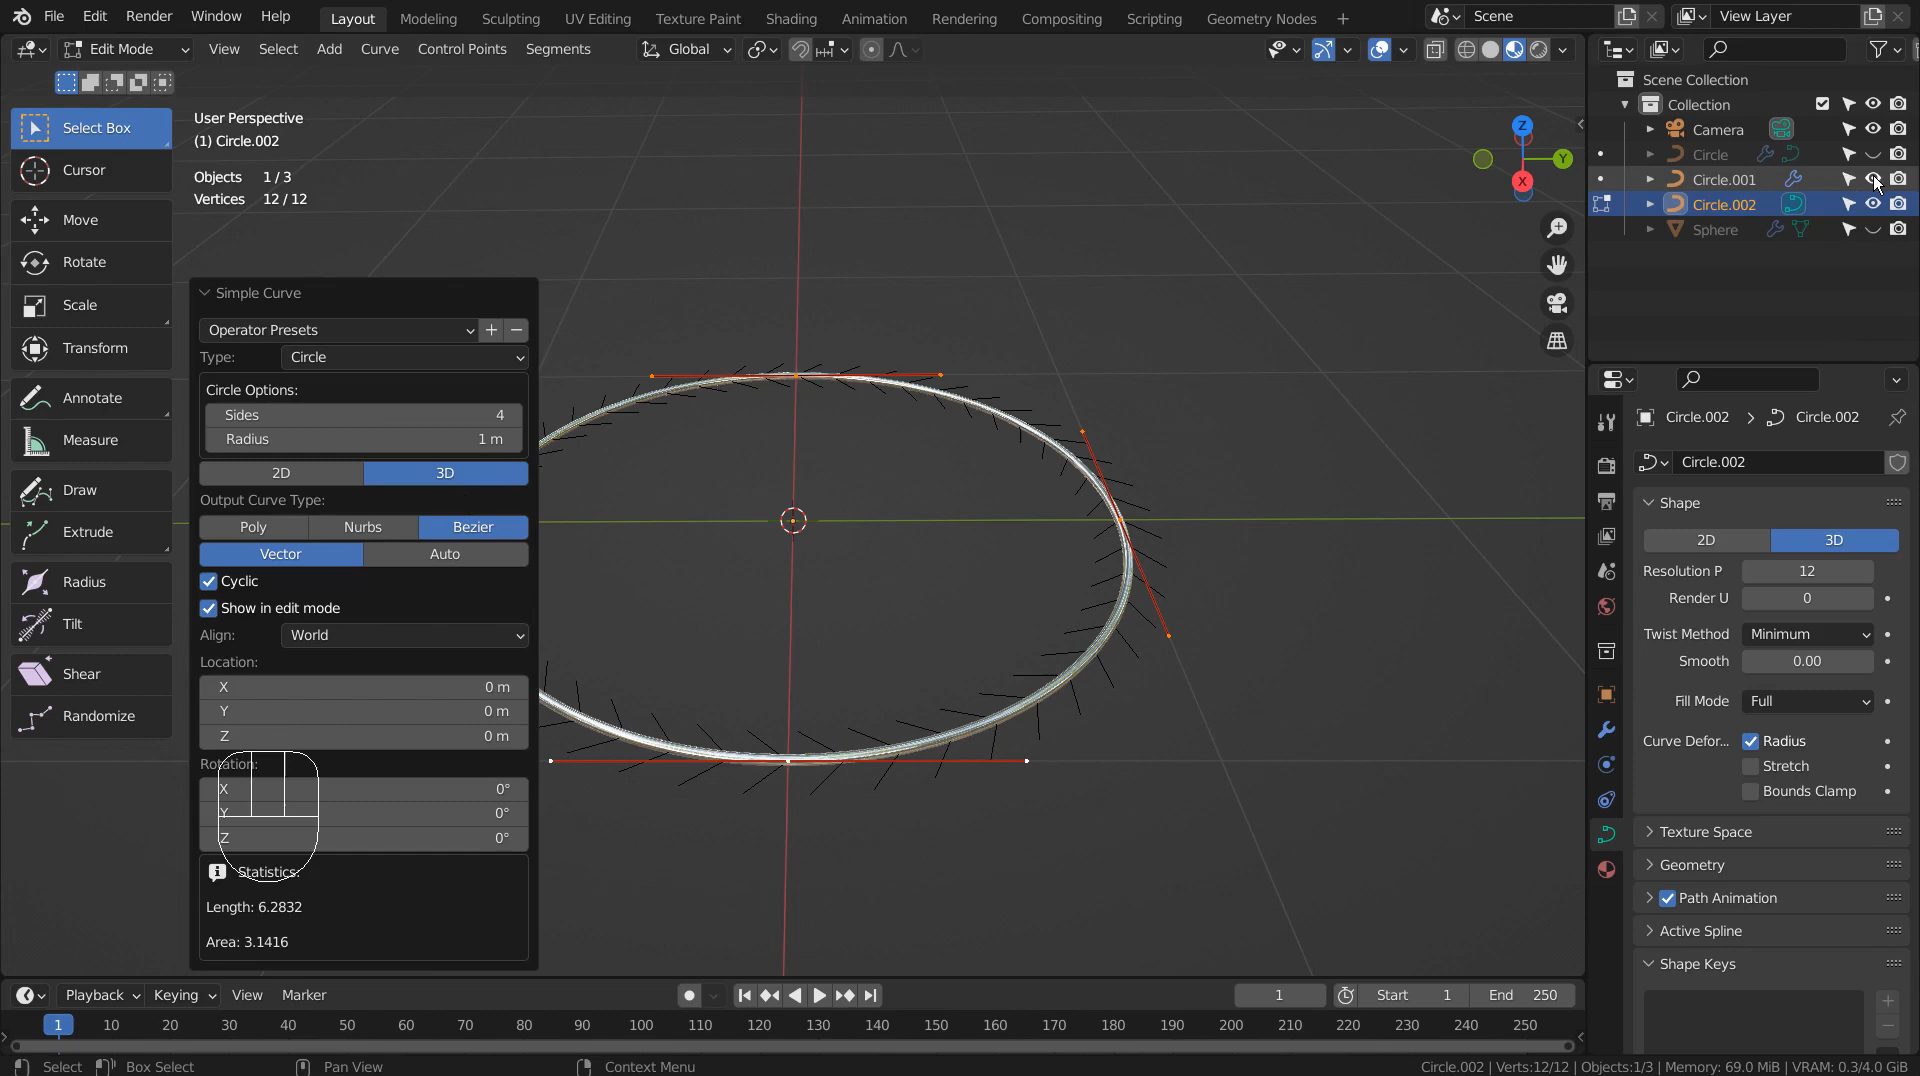 File Edit Render Window Help Layout Modeling Sculpting UV Editing Texture Paint Shading Animation Rendering Compositing Scripting Geometry Nodes + Scene View Layer
Edit Mode View Select Add Curve Control Points Segments Global
Select Box
Cursor
Move
Rotate
Scale
Transform
Annotate
Measure
Draw
Extrude
Radius
Tilt
Shear
Randomize
User Perspective
(1) Circle.002
Objects 1 / 3
Vertices 12 / 12
Simple Curve
Operator Presets
Type: Circle
Circle Options:
Sides 4
Radius 1 m
2D 3D
Output Curve Type:
Poly Nurbs Bezier
Vector Auto
Cyclic
Show in edit mode
Align: World
Location:
X 0 m
Y 0 m
Z 0 m
Rotation:
X 0°
Y 0°
Z 0°
Statistics:
Length: 6.2832
Area: 3.1416
Z
Y
X
Scene Collection
Collection
Camera
Circle
Circle.001
Circle.002
Sphere
Circle.002 > Circle.002
Circle.002
Shape
2D 3D
Resolution P 12
Render U 0
Twist Method Minimum
Smooth 0.00
Fill Mode Full
Curve Defor... Radius
Stretch
Bounds Clamp
Texture Space
Geometry
Path Animation
Active Spline
Shape Keys
Playback Keying View Marker 1 Start 1 End 250
1 10 20 30 40 50 60 70 80 90 100 110 120 130 140 150 160 170 180 190 200 210 220 230 240 250
Select Box Select Pan View Context Menu Circle.002 | Verts:12/12 | Objects:1/3 | Memory: 69.0 MiB | VRAM: 0.3/4.0 GiB